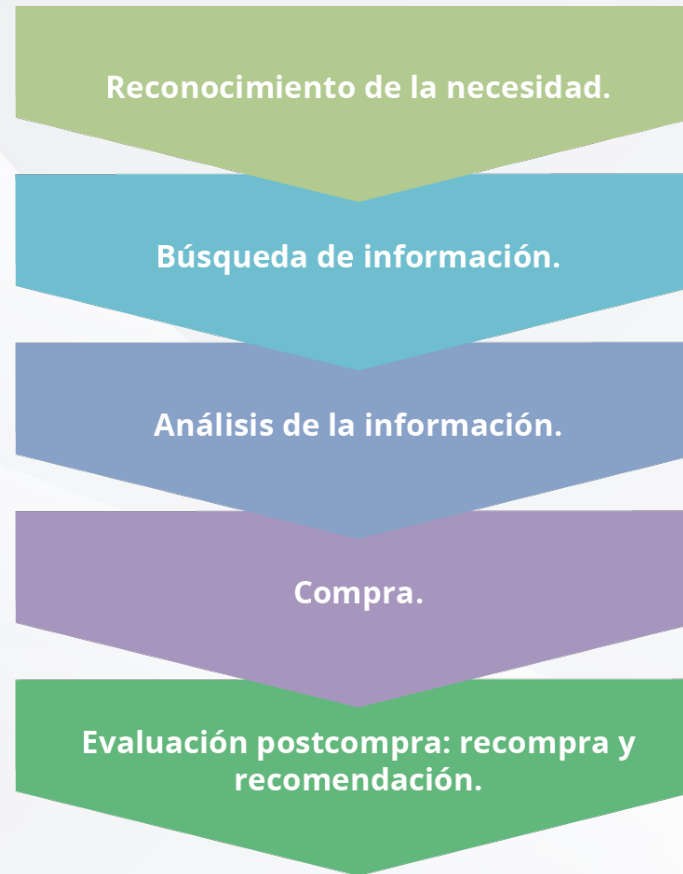 Reconocimiento de la necesidad.
Búsqueda de información.
Análisis de la información.
Compra.
Evaluación postcompra: recompra y
recomendación.